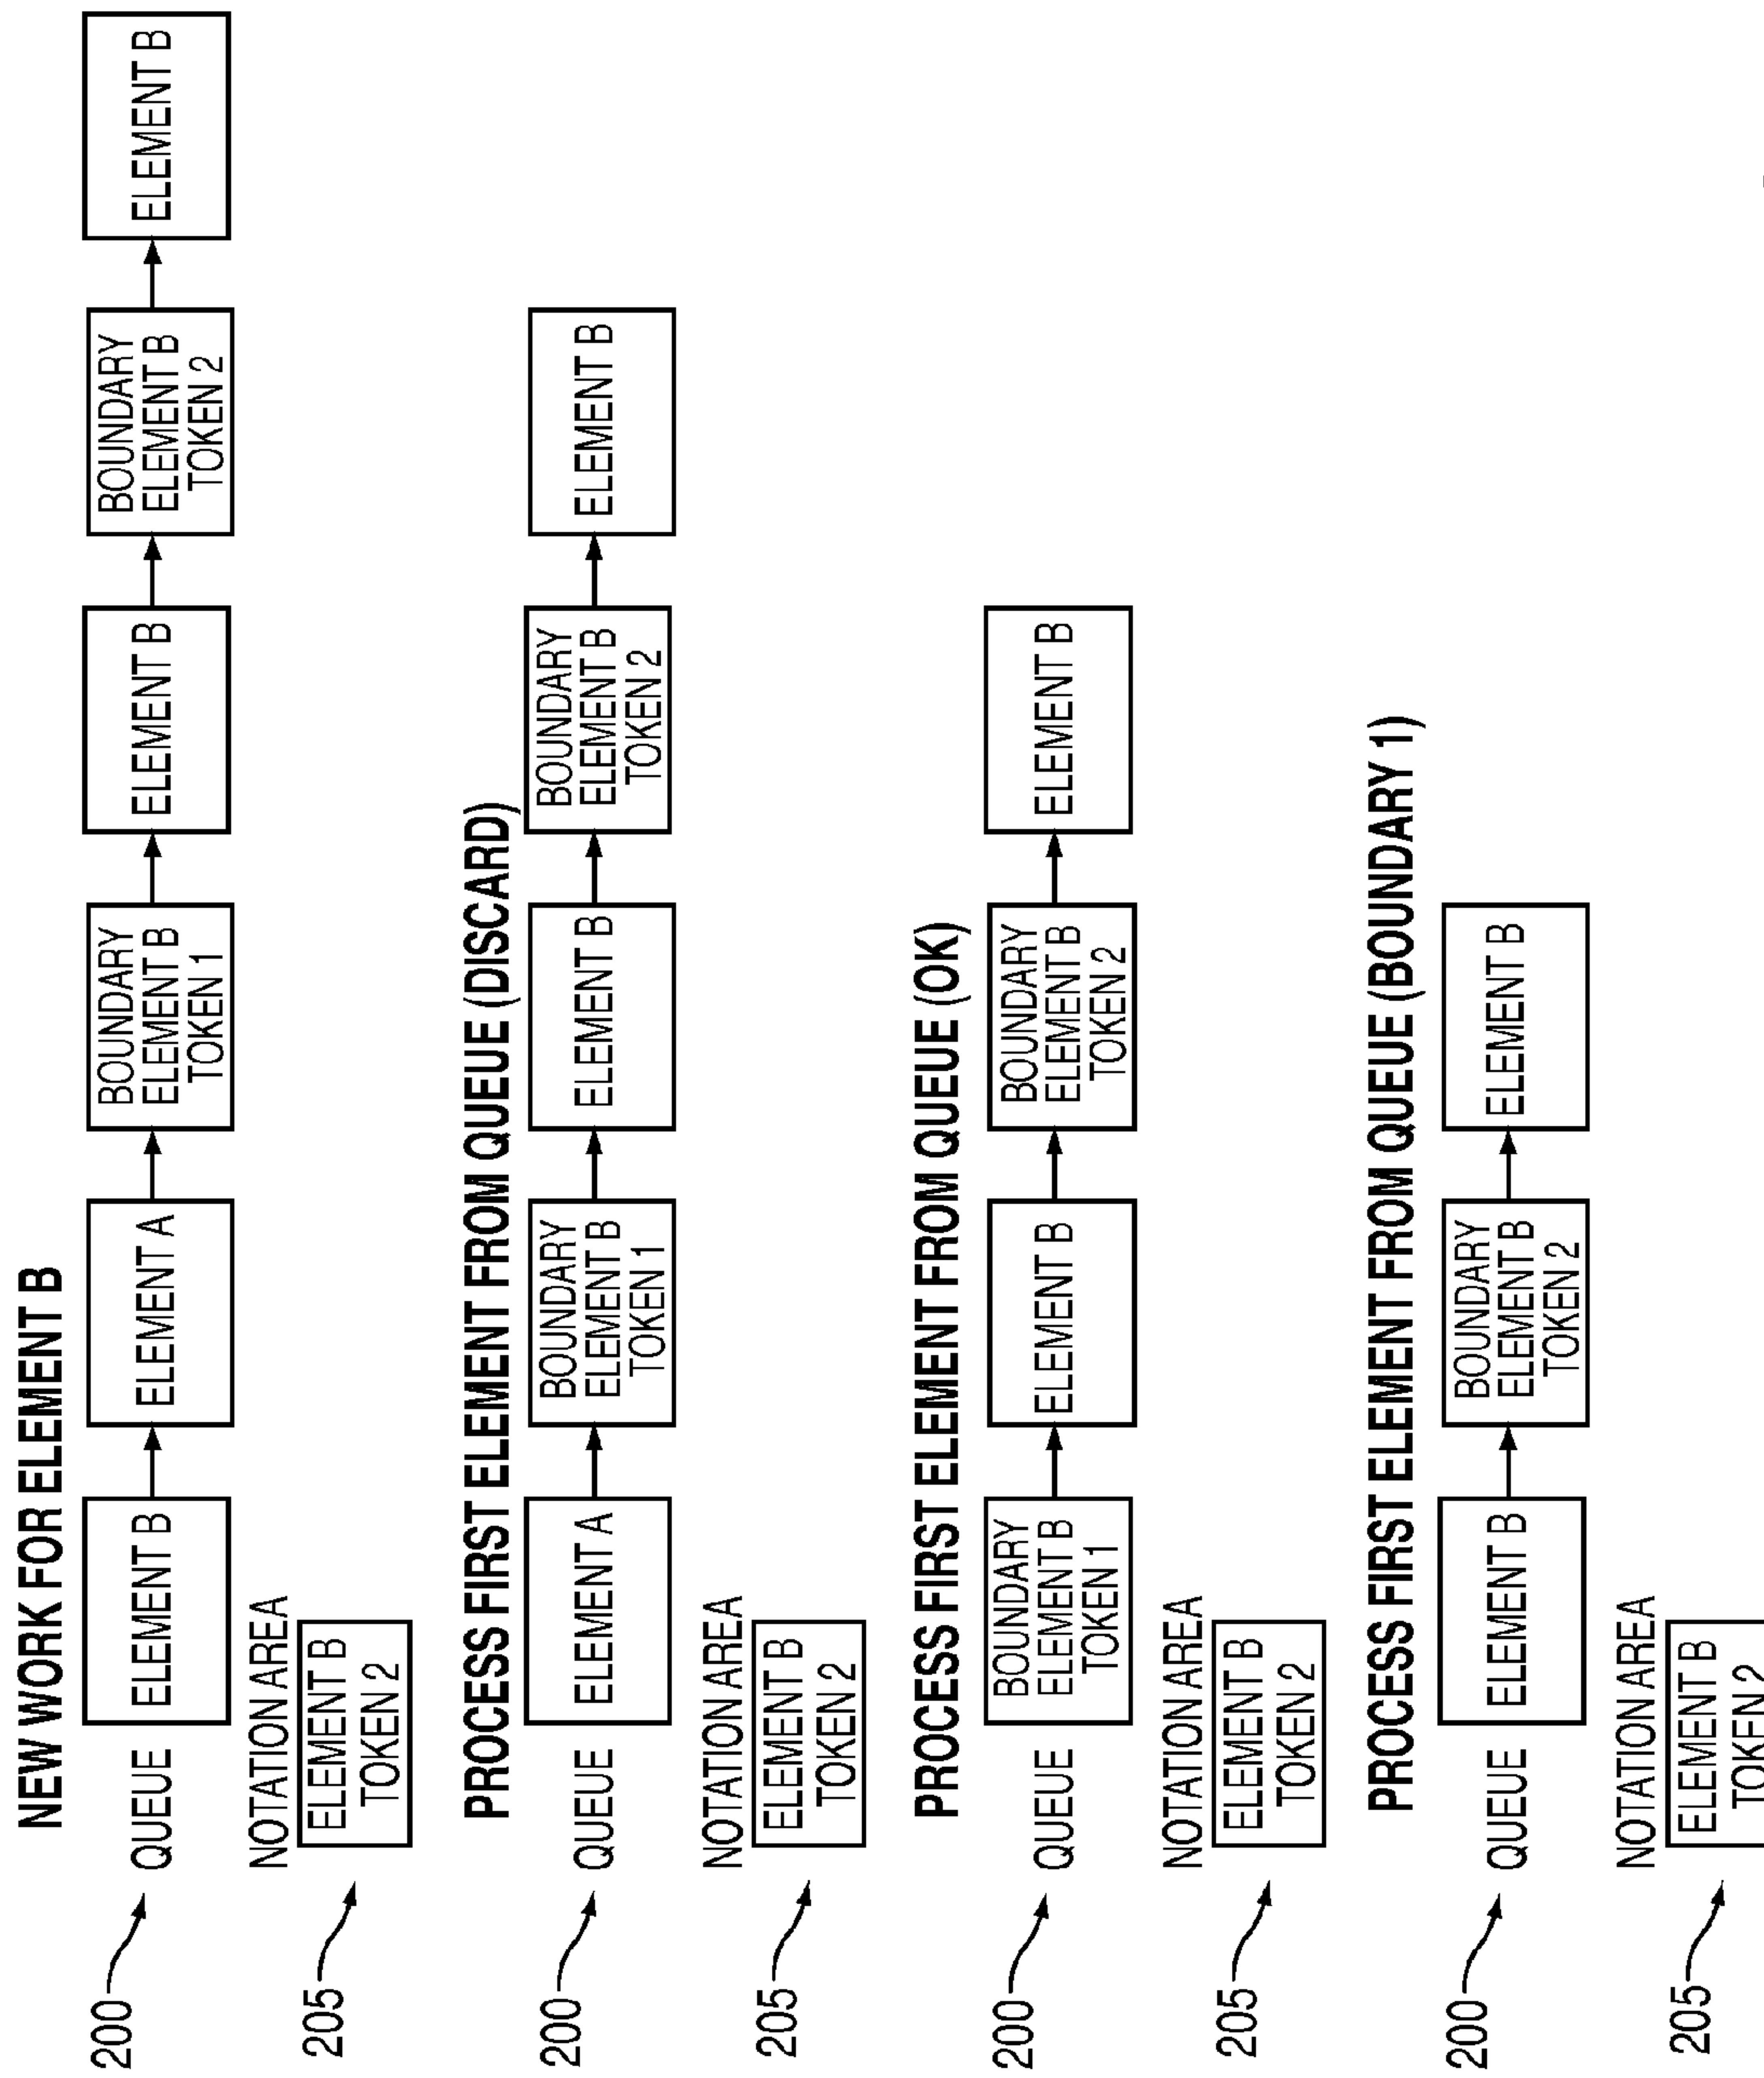 NEW WORK FOR ELEMENT B
200
QUEUE
ELEMENT B
ELEMENT A
BOUNDARY
ELEMENT B
TOKEN 1
ELEMENT B
BOUNDARY
ELEMENT B
TOKEN 2
ELEMENT B
205
NOTATION AREA
ELEMENT B
TOKEN 2
PROCESS FIRST ELEMENT FROM QUEUE (DISCARD)
200
QUEUE
ELEMENT A
BOUNDARY
ELEMENT B
TOKEN 1
ELEMENT B
BOUNDARY
ELEMENT B
TOKEN 2
ELEMENT B
205
NOTATION AREA
ELEMENT B
TOKEN 2
PROCESS FIRST ELEMENT FROM QUEUE (OK)
200
QUEUE
BOUNDARY
ELEMENT B
TOKEN 1
ELEMENT B
BOUNDARY
ELEMENT B
TOKEN 2
ELEMENT B
205
NOTATION AREA
ELEMENT B
TOKEN 2
PROCESS FIRST ELEMENT FROM QUEUE (BOUNDARY 1)
200
QUEUE
ELEMENT B
BOUNDARY
ELEMENT B
TOKEN 2
ELEMENT B
205
NOTATION AREA
ELEMENT B
TOKEN 2